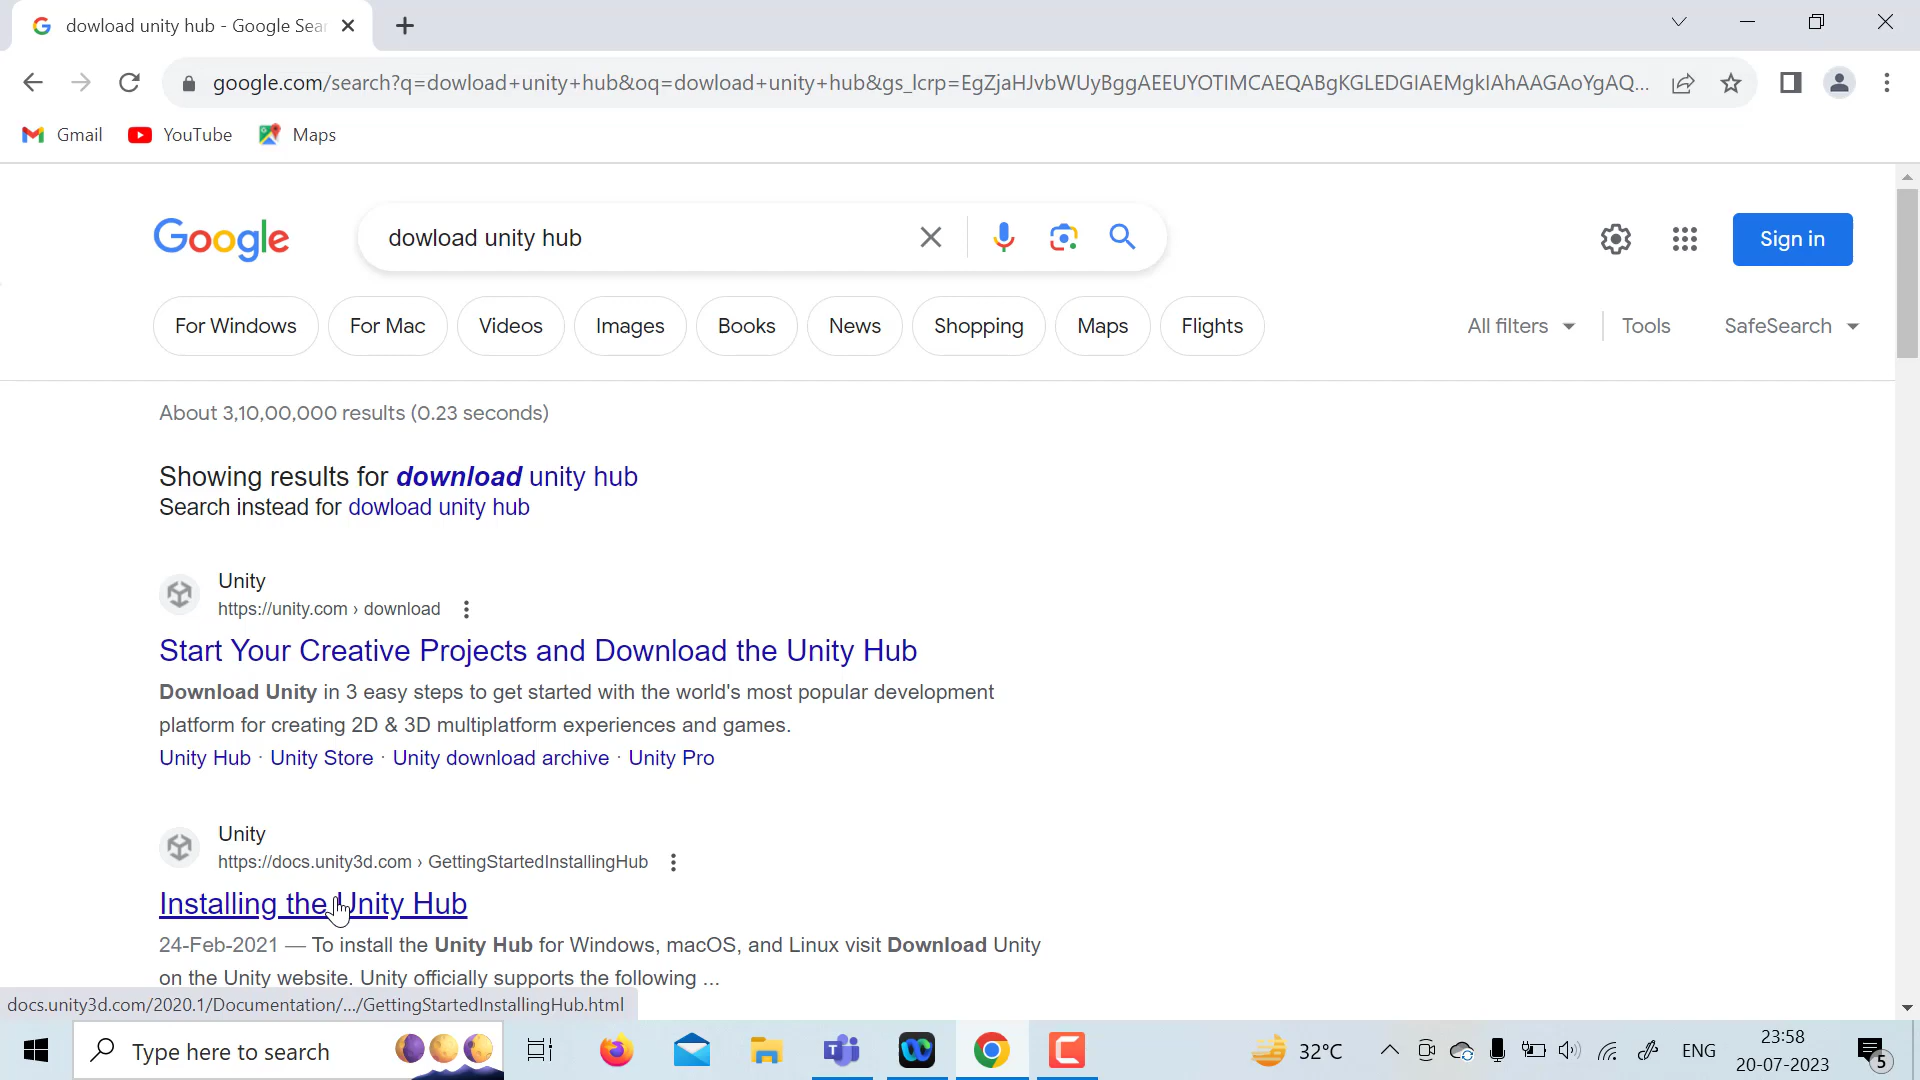 dowload unity hub - Google Sear
google.com/search?q=dowload+unity+hub&oq=dowload+unity+hub&gs_lcrp=EgZjaHJvbWUyBggAEEUYOTIMCAEQABgKGLEDGIAEMgkIAhAAGAoYgAQ...
Gmail YouTube Maps
Google dowload unity hub Sign in
For Windows For Mac Videos Images Books News Shopping Maps Flights All filters Tools SafeSearch
About 3,10,00,000 results (0.23 seconds)
Showing results for download unity hub
Search instead for dowload unity hub
Unity
https://unity.com › download
Start Your Creative Projects and Download the Unity Hub
Download Unity in 3 easy steps to get started with the world's most popular development
platform for creating 2D & 3D multiplatform experiences and games.
Unity Hub · Unity Store · Unity download archive · Unity Pro
Unity
https://docs.unity3d.com › GettingStartedInstallingHub
Installing the Unity Hub
24-Feb-2021 — To install the Unity Hub for Windows, macOS, and Linux visit Download Unity
on the Unity website. Unity officially supports the following ...
docs.unity3d.com/2020.1/Documentation/.../GettingStartedInstallingHub.html
Type here to search 32°C ENG 23:58
20-07-2023 5